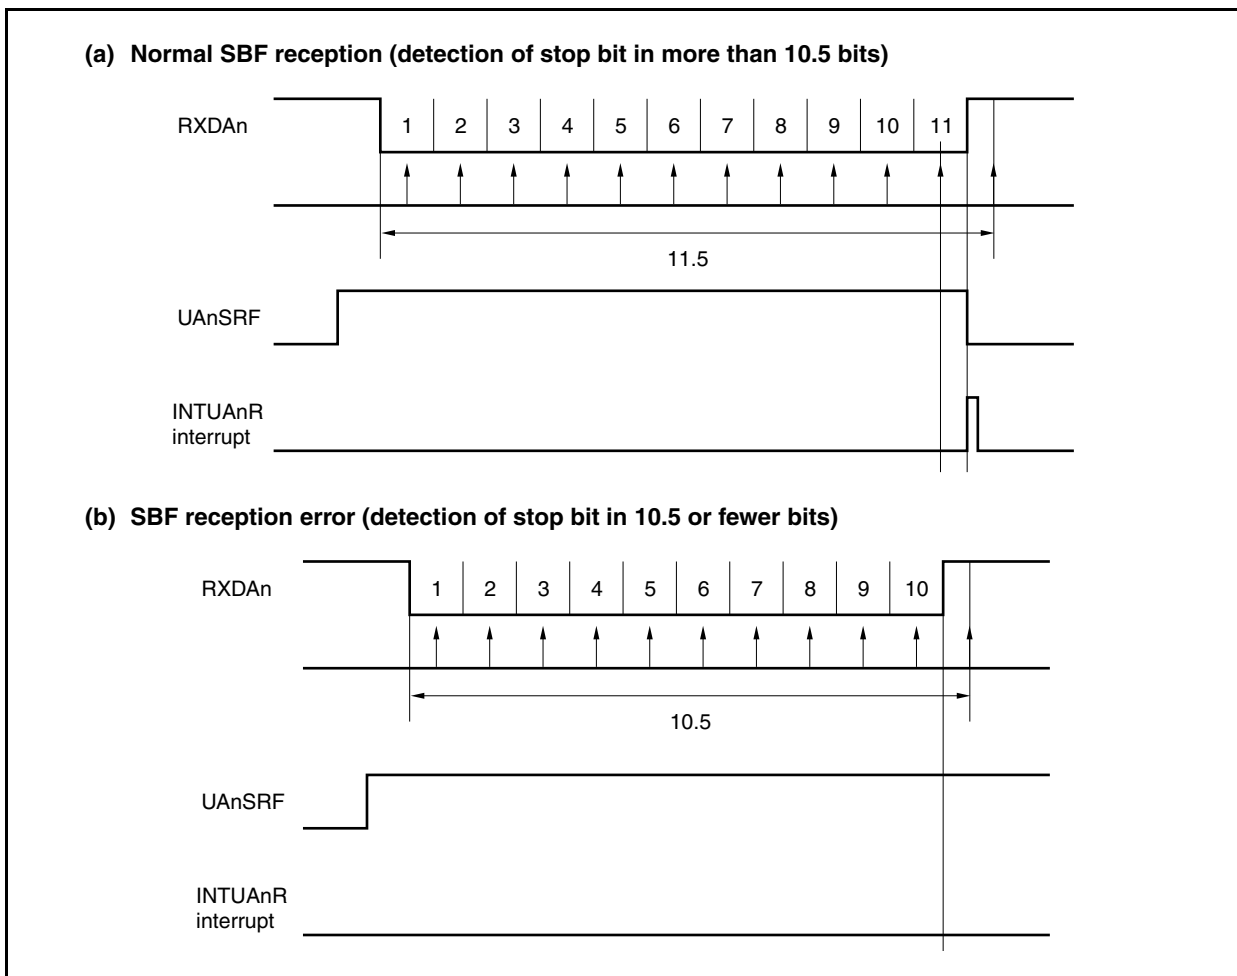 (a) Normal SBF reception (detection of stop bit in more than 10.5 bits)
RXDAn
1 2 3 4 5 6 7 8 9 10 11
11.5
UAnSRF
INTUAnR
interrupt
(b) SBF reception error (detection of stop bit in 10.5 or fewer bits)
RXDAn
1 2 3 4 5 6 7 8 9 10
10.5
UAnSRF
INTUAnR
interrupt